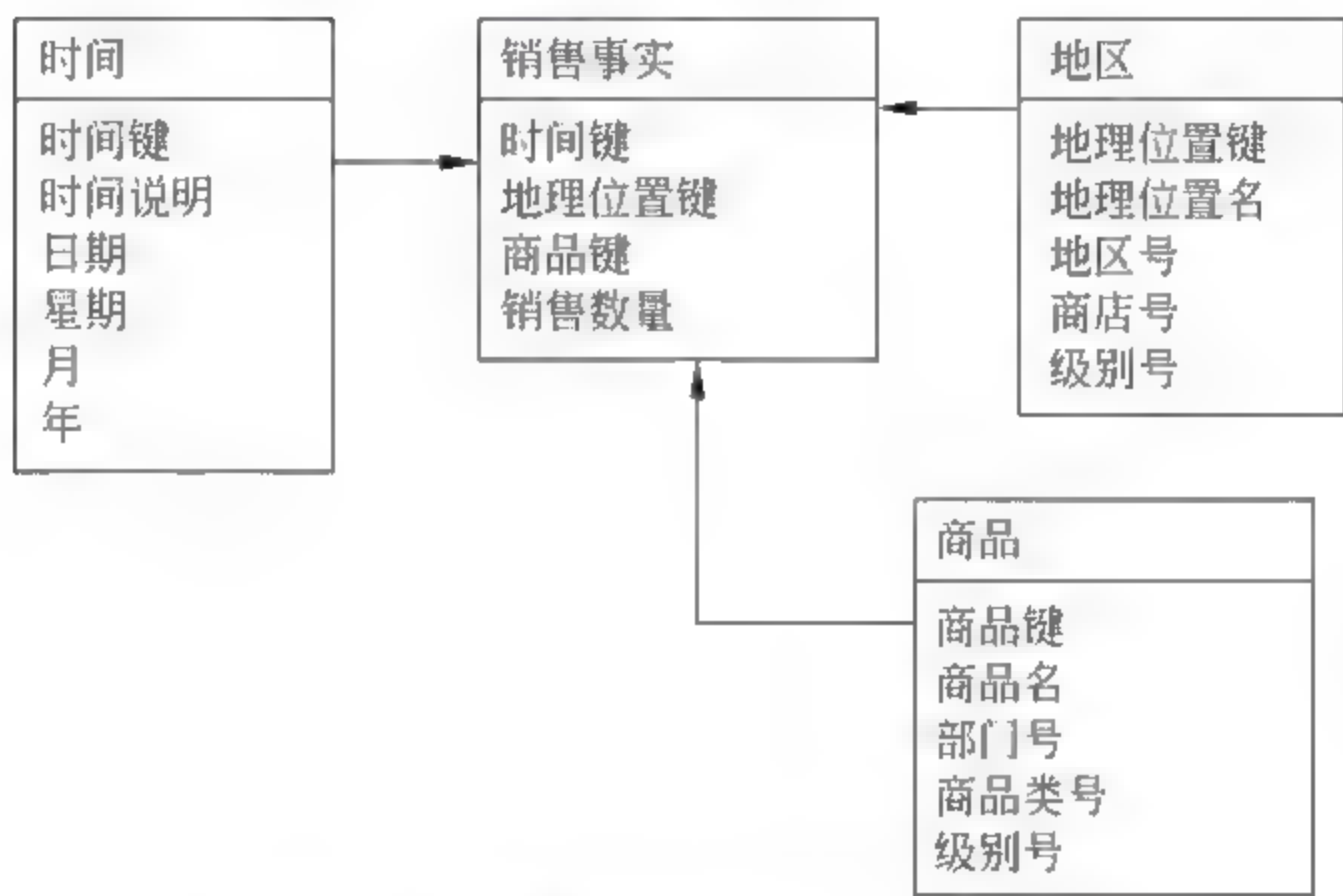 时间
时间键
时间说明
日期
星期
月
年
销售事实
时间键
地理位置键
商品键
销售数量
地区
地理位置键
地理位置名
地区号
商店号
级别号
商品
商品键
商品名
部门号
商品类号
级别号